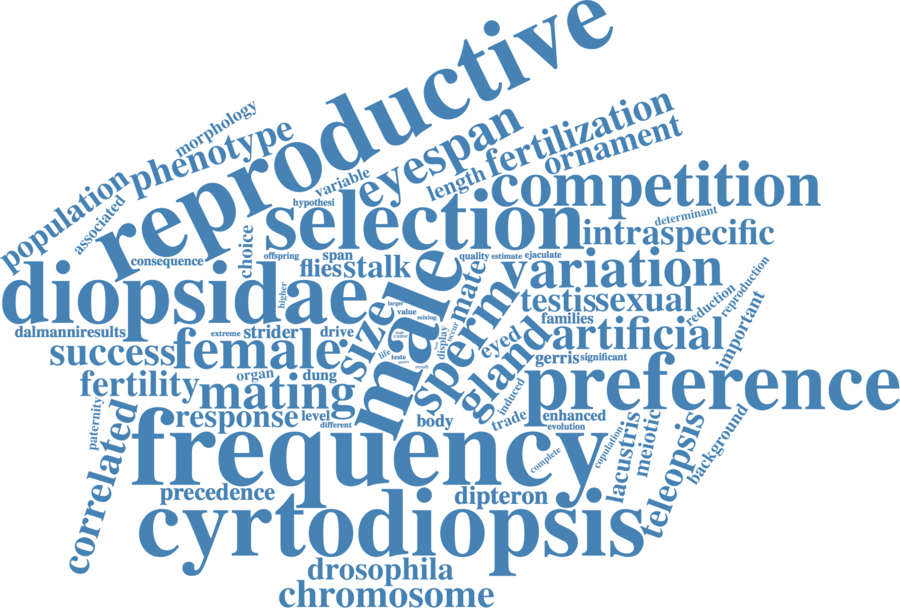 reproductive
morphology
phenotype
population
associated
variable
hypothesi
eyespan
length
fertilization
ornament
competition
selection
determinant
intraspecific
choice
consequence
offspring
span
flies
stalk
quality
estimate
ejaculate
diopsidae
higher
male
mate
sperm
variation
testis
sexual
reduction
reproduction
important
dalmanni
results
extreme
strider
drive
size
larger
value
mixing
occur
display
eyed
gland
families
artificial
success
female
life
teste
result
gerris
significant
fertility
organ
dung
mating
preference
paternity
correlated
response
level
different
body
induced
trade
enhanced
evolution
frequency
complete
copulation
lacustris
meiotic
teleopsis
background
precedence
dipteron
cyrtodiopsis
drosophila
chromosome